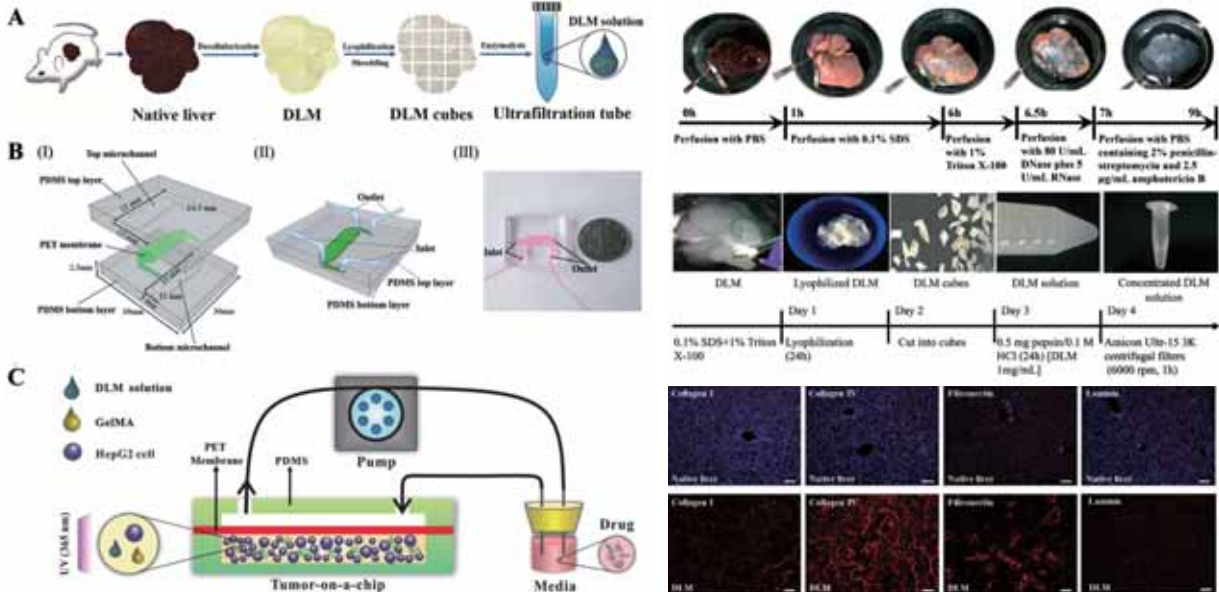 A
Native liver
Decellularization
DLM
Lyophilization
Shredding
DLM cubes
Enzymolysis
DLM solution
Ultrafiltration tube
B
(I)
Top microchannel
PDMS top layer
PET membrane
2.5mm
PDMS bottom layer
30mm
Bottom microchannel
(II)
Outlet
Inlet
PDMS top layer
PDMS bottom layer
(III)
Inlet
Outlet
C
DLM solution
GelMA
HepG2 cell
PET
Membrane
PDMS
Pump
UV (365 nm)
Tumor-on-a-chip
Drug
Media
0h
1h
6h
6.5h
7h
9h
Perfusion with PBS
Perfusion with 0.1% SDS
Perfusion
with 1%
Triton X-100
Perfusion
with 80 U/mL
DNase plus 5
U/mL RNase
Perfusion with PBS
containing 2% penicillin-
streptomycin and 2.5
µg/mL amphotericin B
DLM
Lyophilized DLM
DLM cubes
DLM solution
Concentrated DLM
solution
Day 1
Day 2
Day 3
Day 4
0.1% SDS+1% Triton
X-100
Lyophilization
(24h)
Cut into cubes
0.5 mg pepsin/0.1 M
HCl (24h) [DLM
1mg/mL]
Amicon Ultr-15 3K
centrifugal filters
(6000 rpm, 1h)
Collagen I
Native liver
Collagen IV
Native liver
Fibronectin
Native liver
Native liver
Collagen I
DLM
Collagen IV
DLM
Fibronectin
DLM
DLM